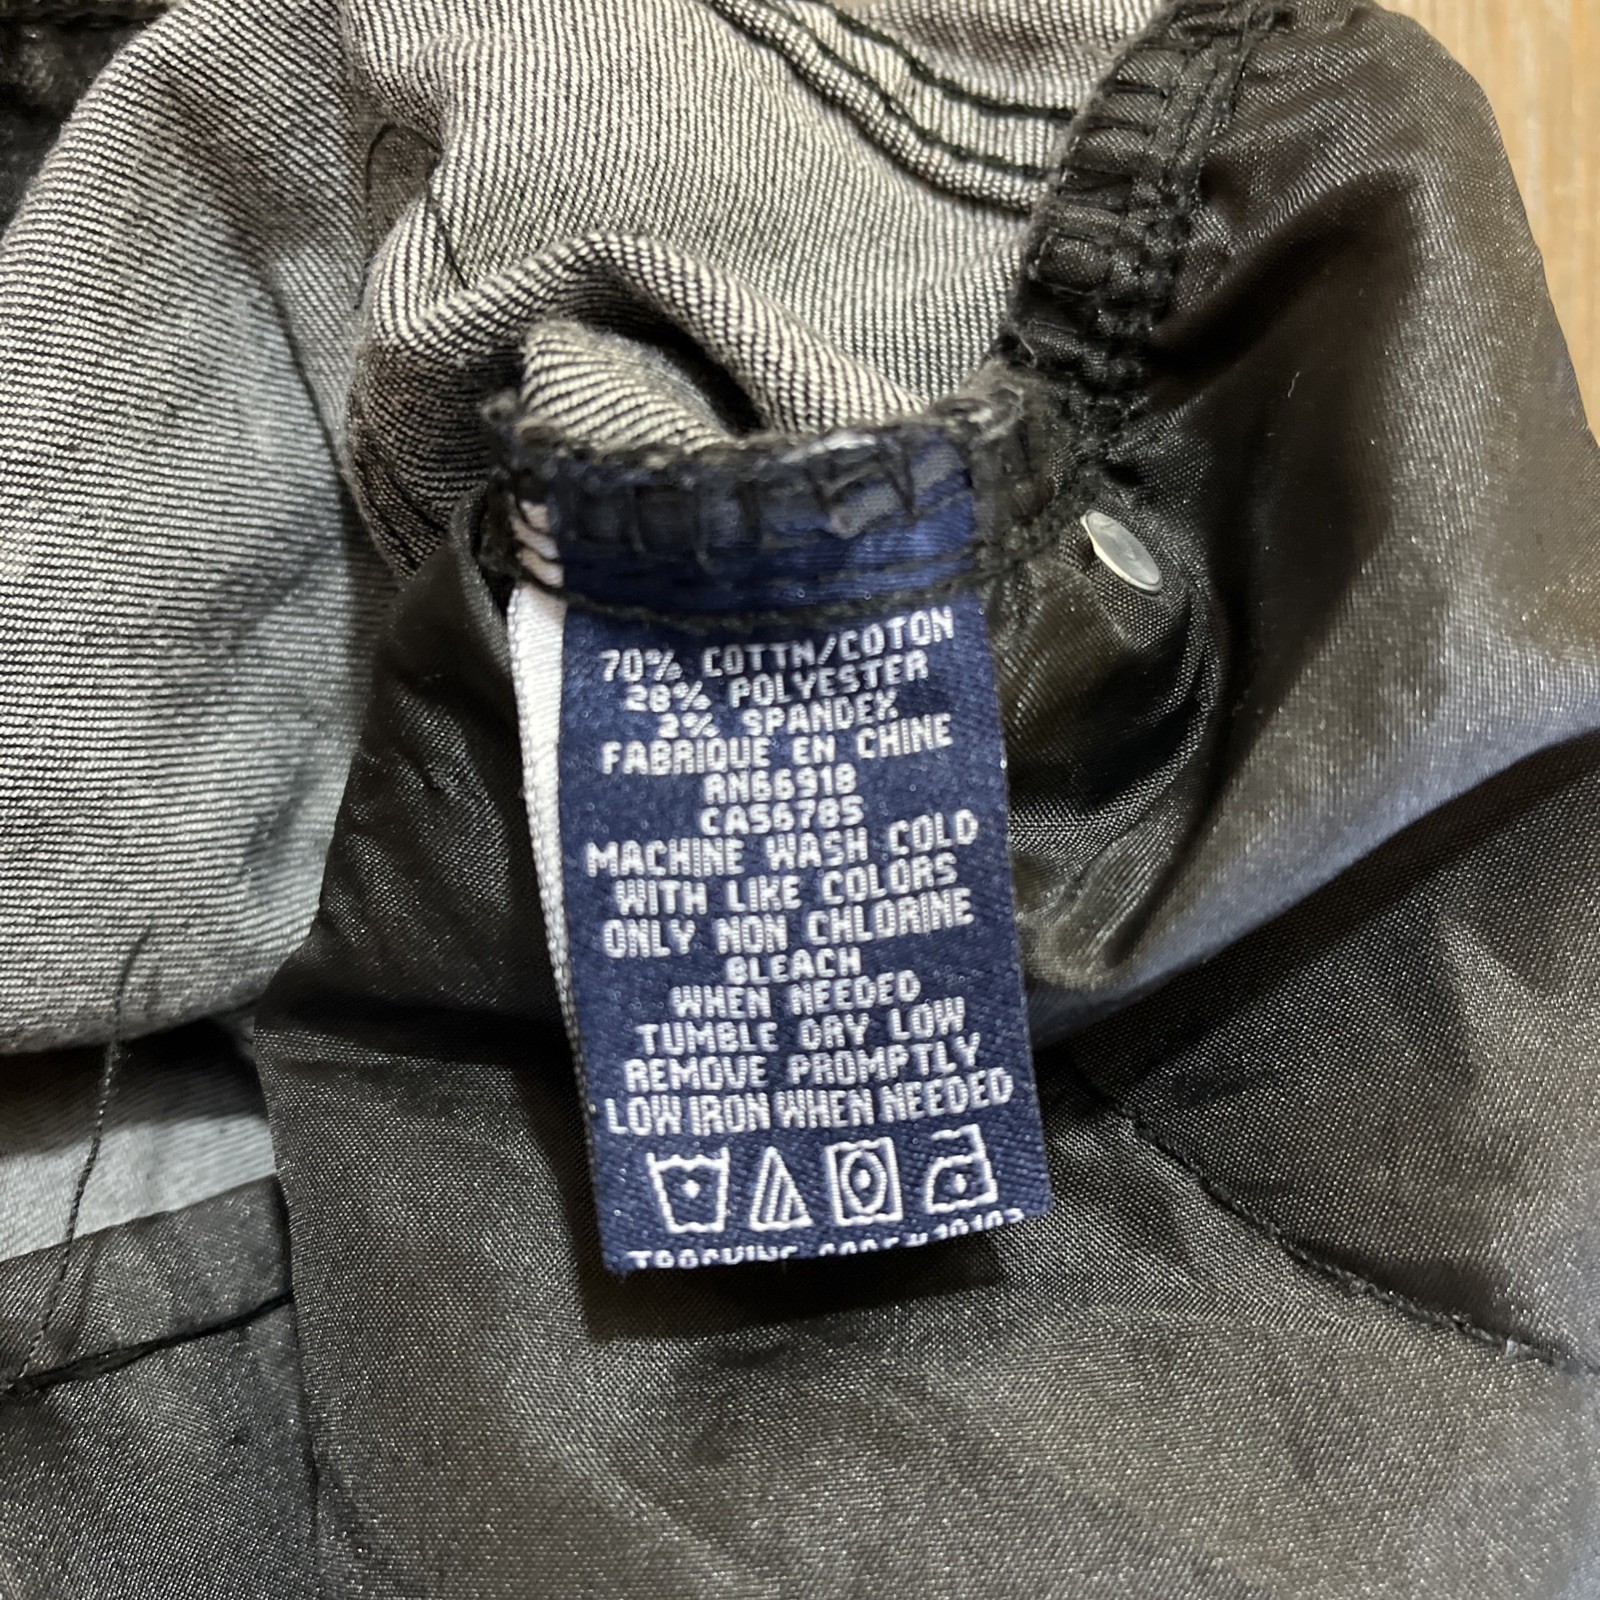 70% COTTN/COTON
28% POLYESTER
2% SPANDEX
FABRIQUE EN CHINE
RN66918
CA56785
MACHINE WASH COLD
WITH LIKE COLORS
ONLY NON CHLORINE
BLEACH
WHEN NEEDED
TUMBLE DRY LOW
REMOVE PROMPTLY
LOW IRON WHEN NEEDED